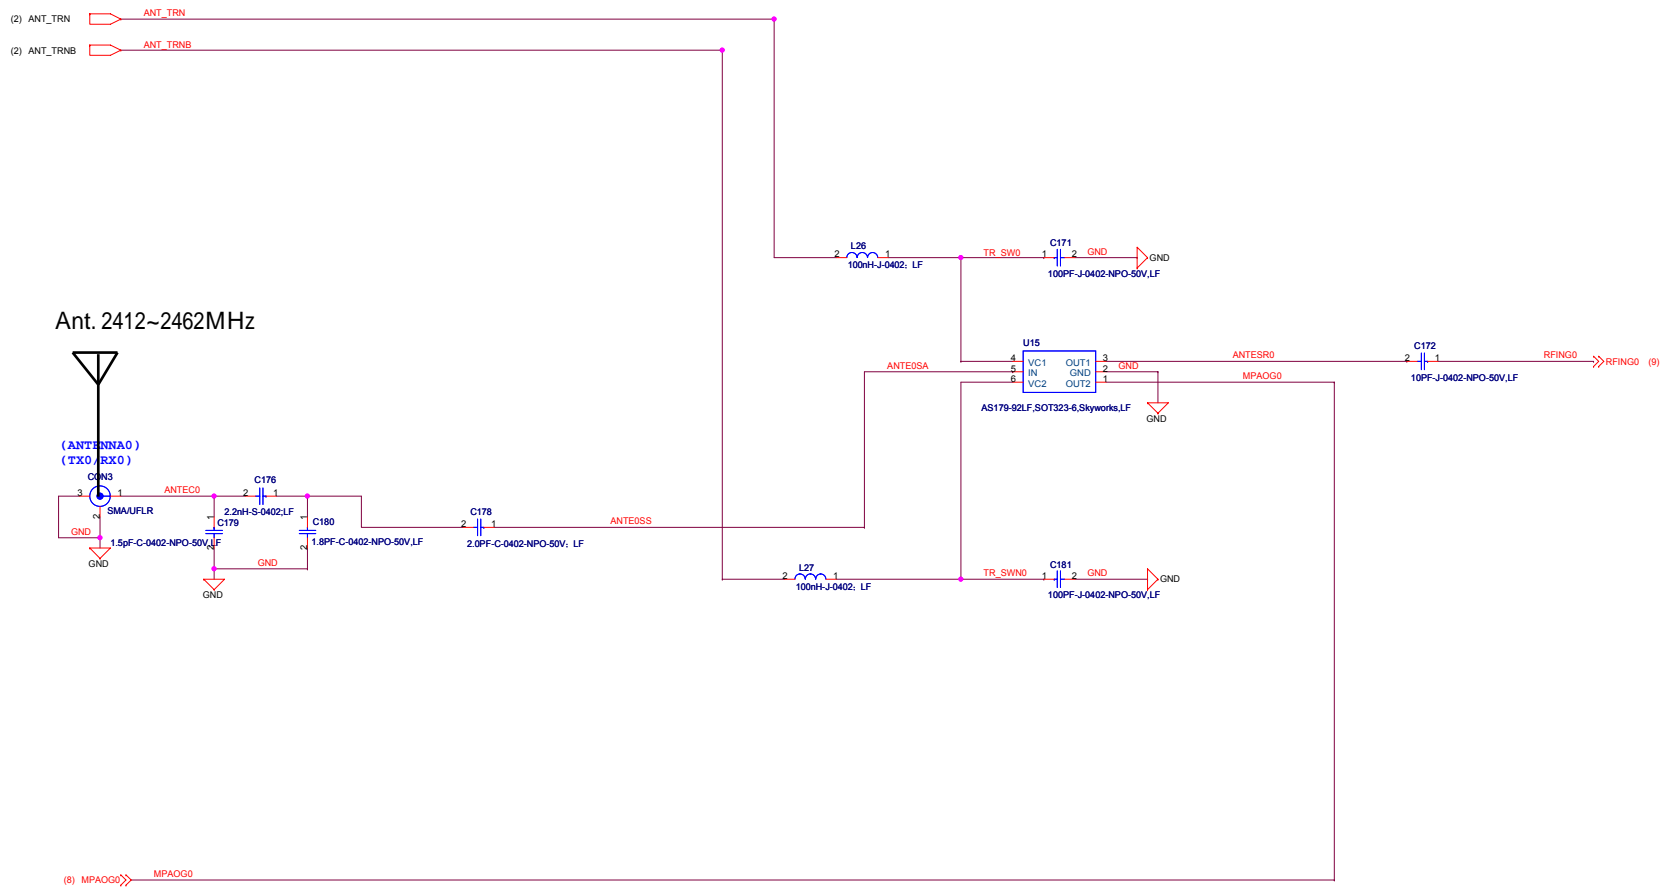 (2) ANT_TRN ANT_TRN
(2) ANT_TRNB ANT_TRNB
L26
2 1
100nH-J-0402; LF
TR_SW0
C171
1 2
GND
GND
100PF-J-0402-NPO-50V,LF
Ant. 2412~2462MHz
U15
4 VC1 OUT1 3
5 IN GND 2
6 VC2 OUT2 1
AS179-92LF,SOT323-6,Skyworks,LF
ANTE0SA
ANTESR0
GND
MPAOG0
GND
C172
2 1
10PF-J-0402-NPO-50V,LF
RFING0
RFING0 (9)
(ANTENNA0)
(TX0/RX0)
CON3
3 1
2
SMA/UFLR
GND
GND
ANTEC0
C176
2 1
2.2nH-S-0402;LF
C179
1
2
1.5pF-C-0402-NPO-50V,LF
C180
1
2
1.8PF-C-0402-NPO-50V,LF
GND
GND
C178
2 1
2.0PF-C-0402-NPO-50V; LF
ANTE0SS
L27
2 1
100nH-J-0402; LF
TR_SWN0
C181
1 2
GND
GND
100PF-J-0402-NPO-50V,LF
(8) MPAOG0 MPAOG0